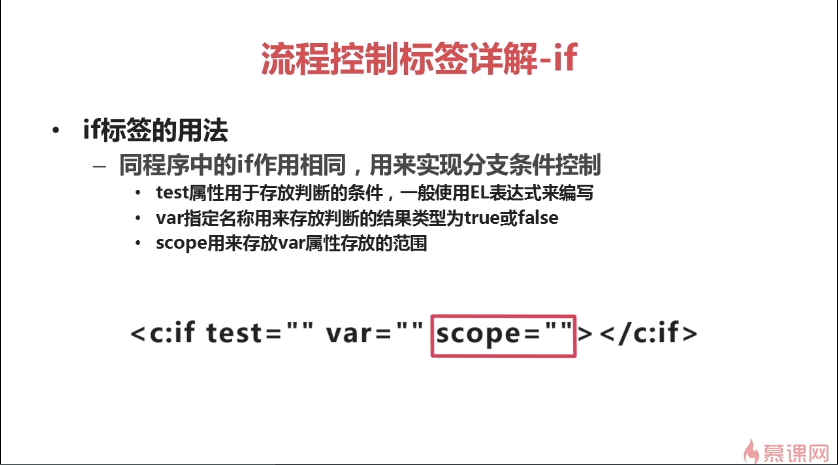 流程控制标签详解-if
• if标签的用法
– 同程序中的if作用相同，用来实现分支条件控制
• test属性用于存放判断的条件，一般使用EL表达式来编写
• var指定名称用来存放判断的结果类型为true或false
• scope用来存放var属性存放的范围
<c:if test="" var="" scope=""></c:if>
慕课网